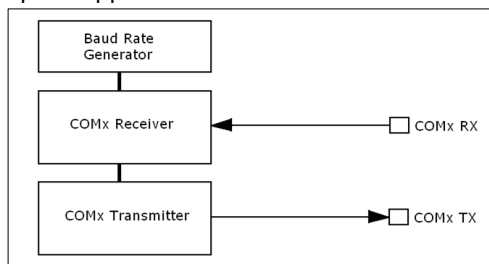 Baud Rate
Generator
COMx Receiver
COMx RX
COMx Transmitter
COMx TX